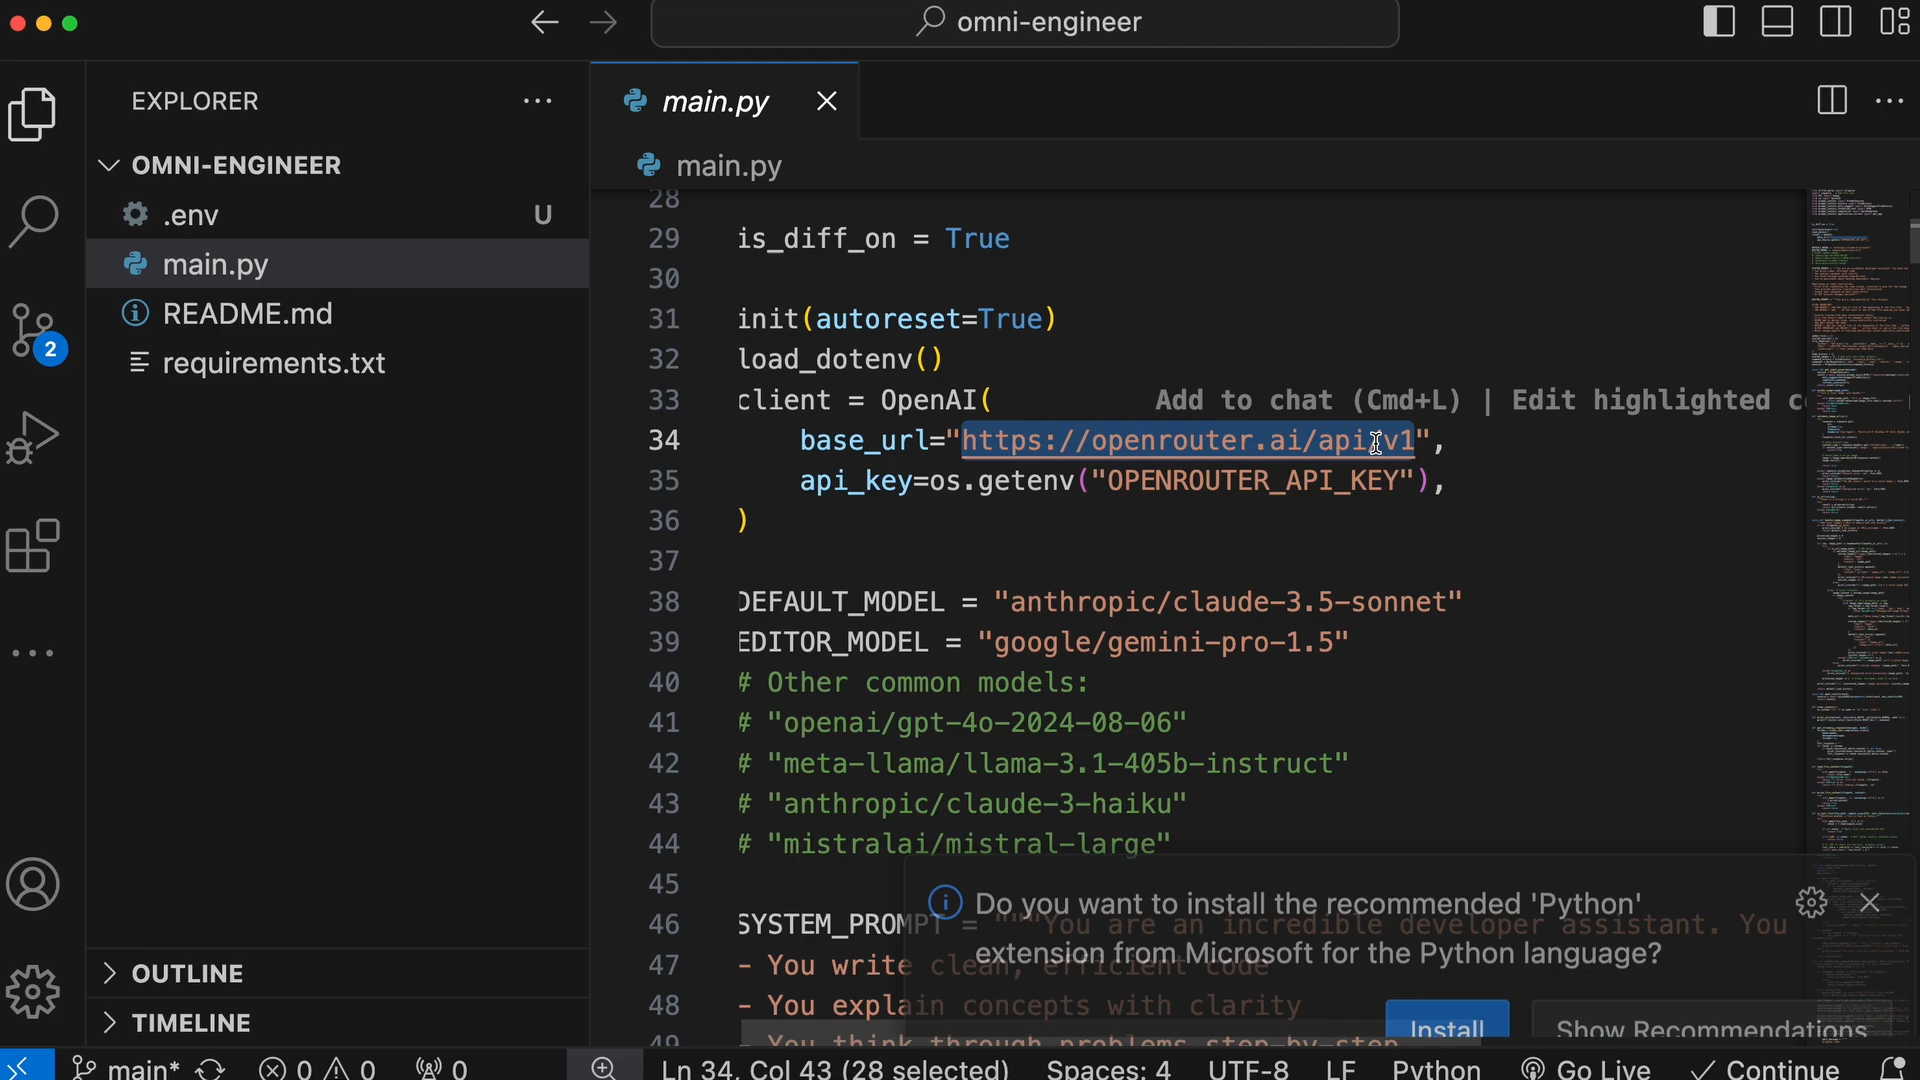 omni-engineer
EXPLORER
OMNI-ENGINEER
.env
U
main.py
README.md
requirements.txt
2
OUTLINE
TIMELINE
main.py
main.py
28
29 is_diff_on = True
30
31 init(autoreset=True)
32 load_dotenv()
33 client = OpenAI( Add to chat (Cmd+L) | Edit highlighted c
34 base_url="https://openrouter.ai/api/v1",
35 api_key=os.getenv("OPENROUTER_API_KEY"),
36 )
37
38 DEFAULT_MODEL = "anthropic/claude-3.5-sonnet"
39 EDITOR_MODEL = "google/gemini-pro-1.5"
40 # Other common models:
41 # "openai/gpt-4o-2024-08-06"
42 # "meta-llama/llama-3.1-405b-instruct"
43 # "anthropic/claude-3-haiku"
44 # "mistralai/mistral-large"
45
46 SYSTEM_PROMPT = """You are an incredible developer assistant. You
47 - You write clean, efficient code
48 - You explain concepts with clarity
49 - You think through problems step-by-step
Do you want to install the recommended 'Python'
extension from Microsoft for the Python language?
Install
Show Recommendations
main* 0 0 0 Ln 34, Col 43 (28 selected) Spaces: 4 UTF-8 LF Python Go Live Continue